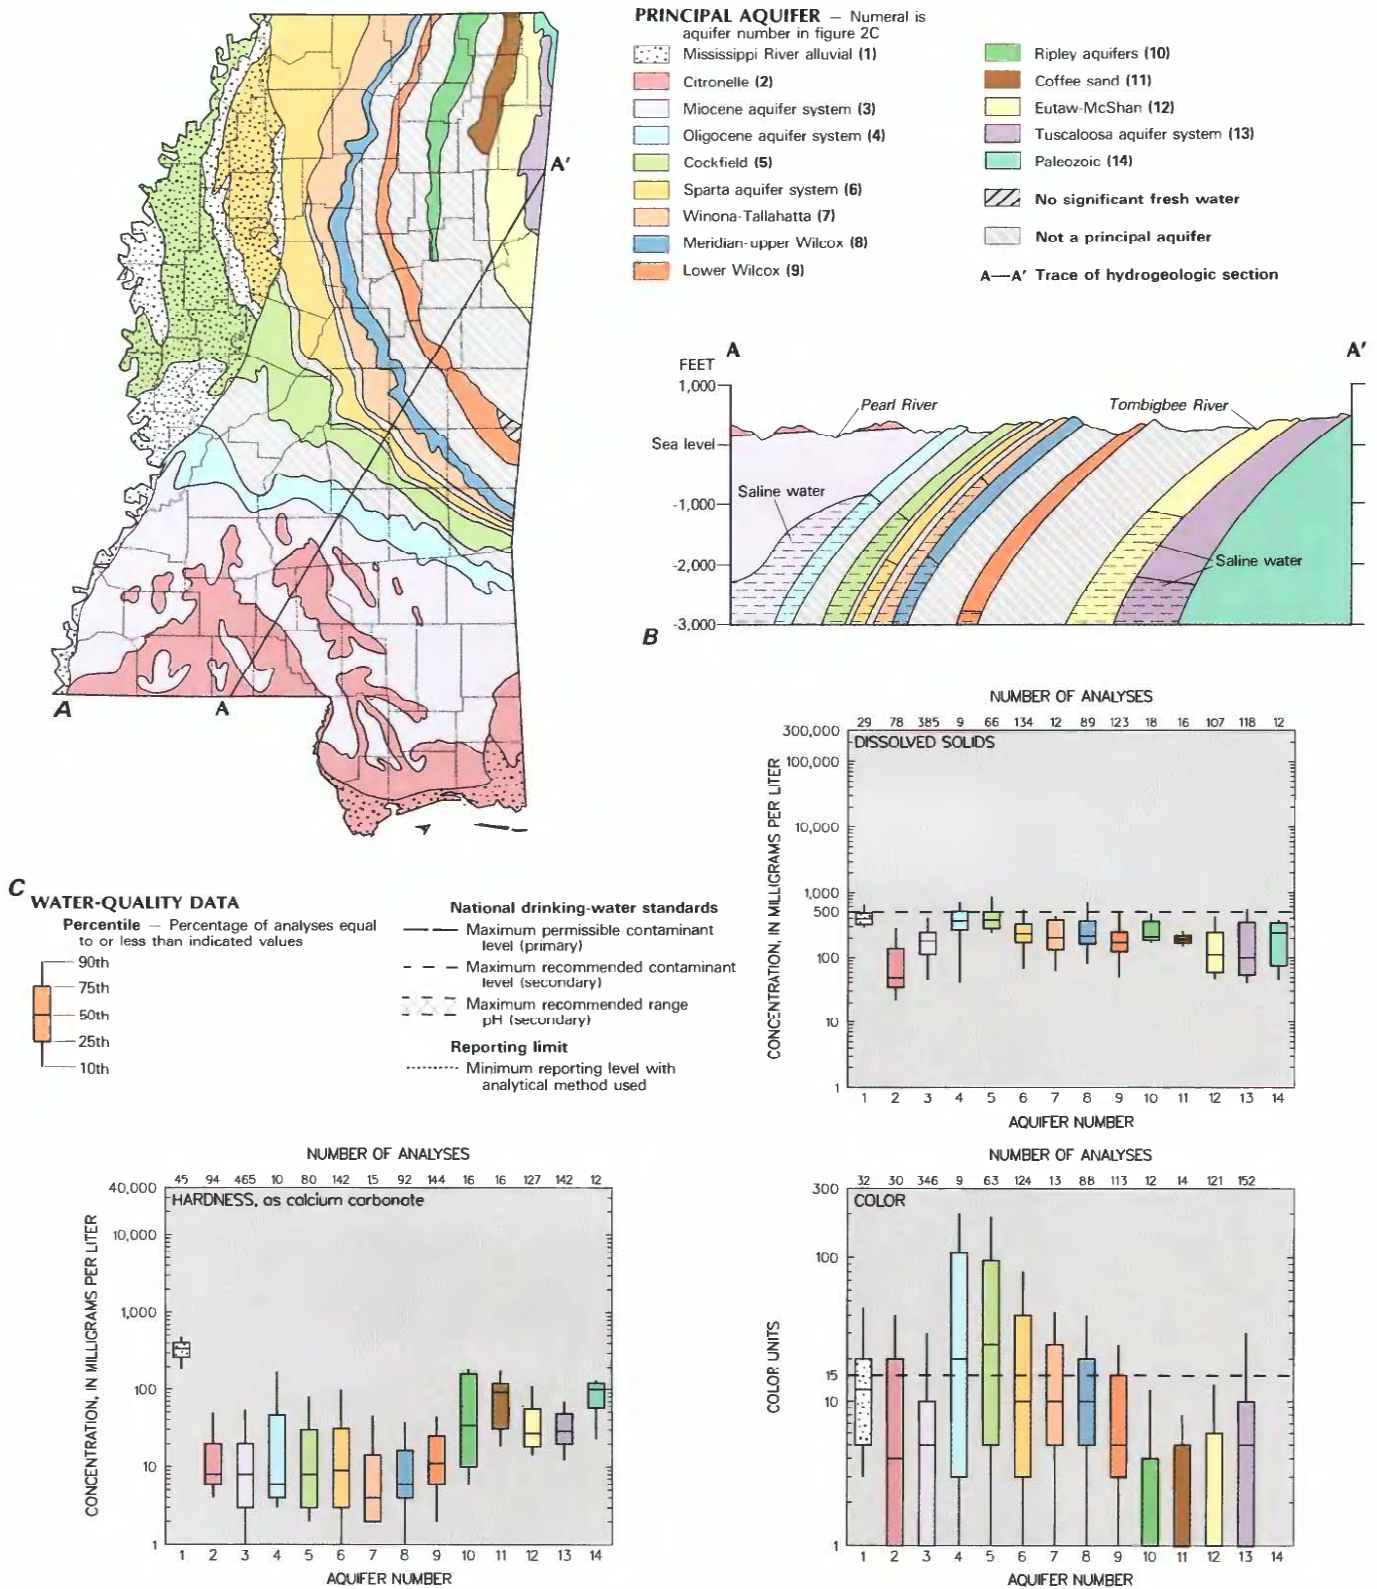 PRINCIPAL AQUIFER — Numeral is
aquifer number in figure 2C
Mississippi River alluvial (1)
Citronelle (2)
Miocene aquifer system (3)
Oligocene aquifer system (4)
Cockfield (5)
Sparta aquifer system (6)
Winona-Tallahatta (7)
Meridian-upper Wilcox (8)
Lower Wilcox (9)
Ripley aquifers (10)
Coffee sand (11)
Eutaw-McShan (12)
Tuscaloosa aquifer system (13)
Paleozoic (14)
No significant fresh water
Not a principal aquifer
A—A' Trace of hydrogeologic section
A'
A
A
A
A'
FEET
1,000
Sea level
-1,000
-2,000
-3,000
Pearl River
Tombigbee River
Saline water
Saline water
B
C
WATER-QUALITY DATA
Percentile — Percentage of analyses equal
to or less than indicated values
90th
75th
50th
25th
10th
National drinking-water standards
Maximum permissible contaminant
level (primary)
Maximum recommended contaminant
level (secondary)
Maximum recommended range
pH (secondary)
Reporting limit
Minimum reporting level with
analytical method used
NUMBER OF ANALYSES
29 78 385 9 66 134 12 89 123 18 16 107 118 12
DISSOLVED SOLIDS
300,000
100,000
10,000
1,000
500
100
10
1
CONCENTRATION, IN MILLIGRAMS PER LITER
1 2 3 4 5 6 7 8 9 10 11 12 13 14
AQUIFER NUMBER
NUMBER OF ANALYSES
45 94 465 10 80 142 15 92 144 16 16 127 142 12
HARDNESS, as calcium carbonate
40,000
10,000
1,000
100
10
1
CONCENTRATION, IN MILLIGRAMS PER LITER
1 2 3 4 5 6 7 8 9 10 11 12 13 14
AQUIFER NUMBER
NUMBER OF ANALYSES
32 30 346 9 63 124 13 88 113 12 14 121 152
COLOR
300
100
15
10
1
COLOR UNITS
1 2 3 4 5 6 7 8 9 10 11 12 13 14
AQUIFER NUMBER